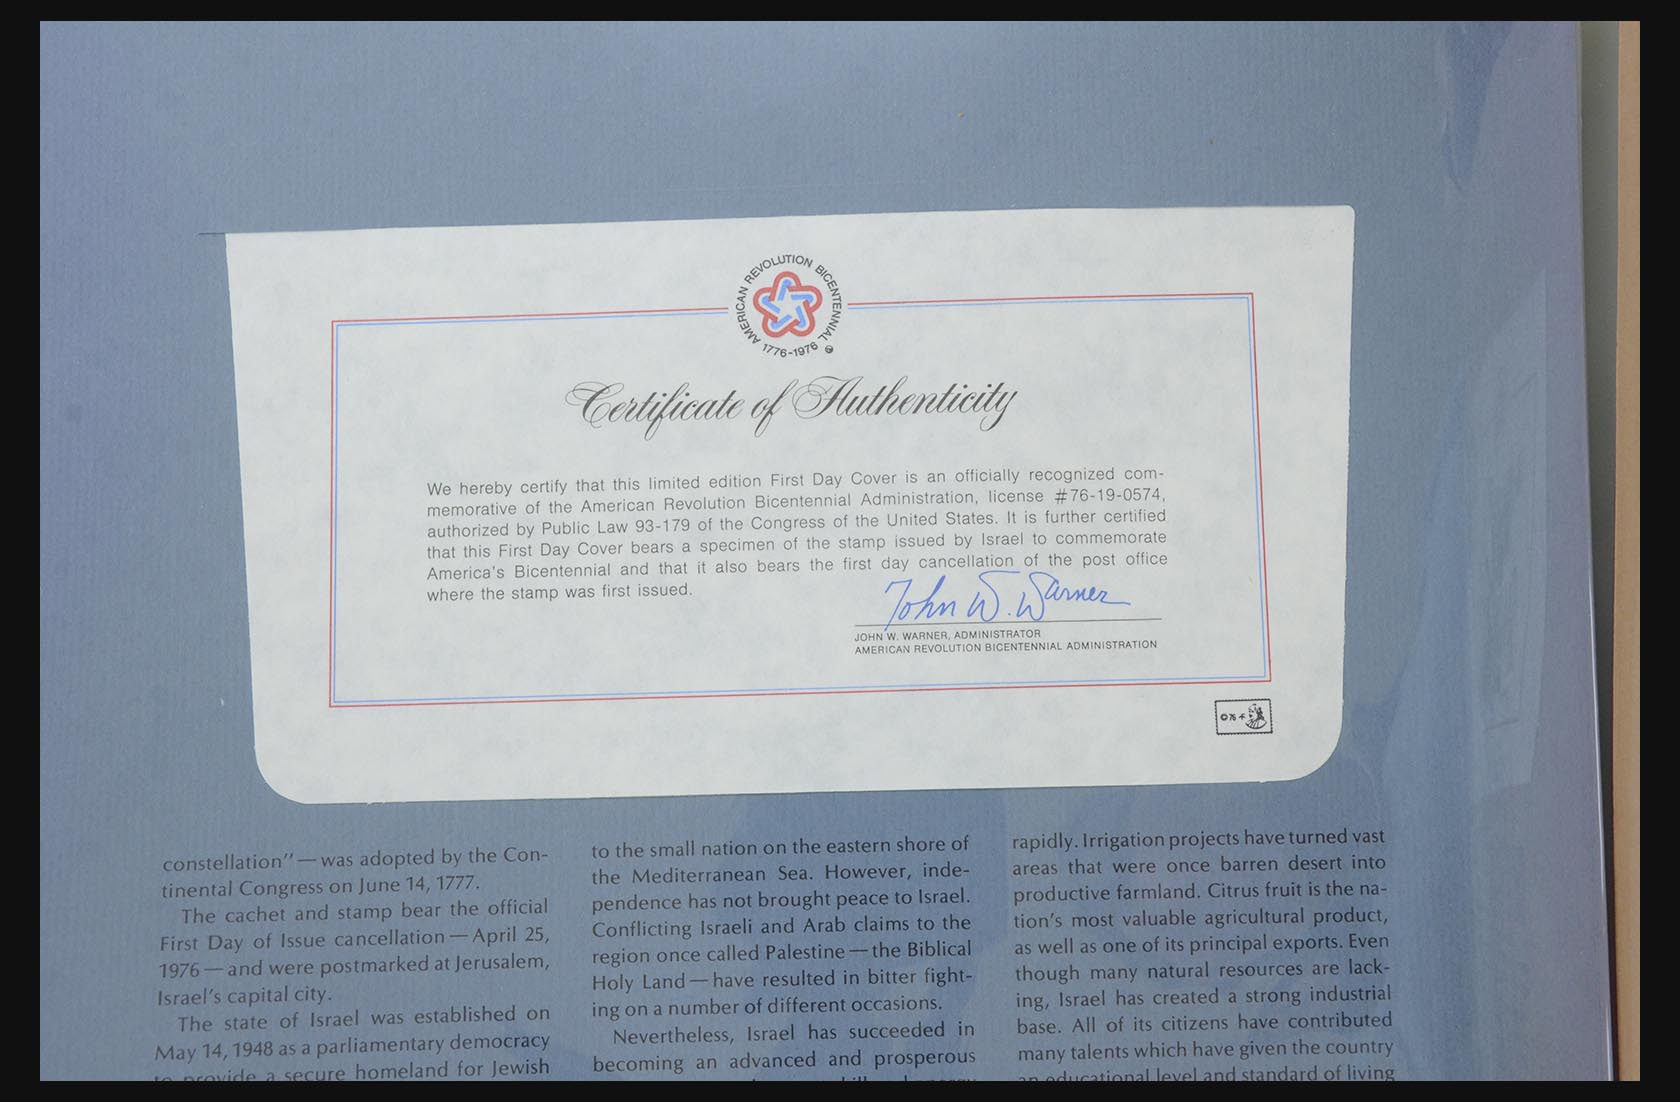 AMERICAN REVOLUTION BICENTENNIAL
1776-1976
Certificate of Authenticity
We hereby certify that this limited edition First Day Cover is an officially recognized com-
memorative of the American Revolution Bicentennial Administration, license #76-19-0574,
authorized by Public Law 93-179 of the Congress of the United States. It is further certified
that this First Day Cover bears a specimen of the stamp issued by Israel to commemorate
America's Bicentennial and that it also bears the first day cancellation of the post office
where the stamp was first issued.
John W. Warner
JOHN W. WARNER, ADMINISTRATOR
AMERICAN REVOLUTION BICENTENNIAL ADMINISTRATION
constellation”—was adopted by the Con-
tinental Congress on June 14, 1777.
The cachet and stamp bear the official
First Day of Issue cancellation—April 25,
1976—and were postmarked at Jerusalem,
Israel's capital city.
The state of Israel was established on
May 14, 1948 as a parliamentary democracy
to provide a secure homeland for Jewish
to the small nation on the eastern shore of
the Mediterranean Sea. However, inde-
pendence has not brought peace to Israel.
Conflicting Israeli and Arab claims to the
region once called Palestine—the Biblical
Holy Land—have resulted in bitter fight-
ing on a number of different occasions.
Nevertheless, Israel has succeeded in
becoming an advanced and prosperous
rapidly. Irrigation projects have turned vast
areas that were once barren desert into
productive farmland. Citrus fruit is the na-
tion's most valuable agricultural product,
as well as one of its principal exports. Even
though many natural resources are lack-
ing, Israel has created a strong industrial
base. All of its citizens have contributed
many talents which have given the country
an educational level and standard of living